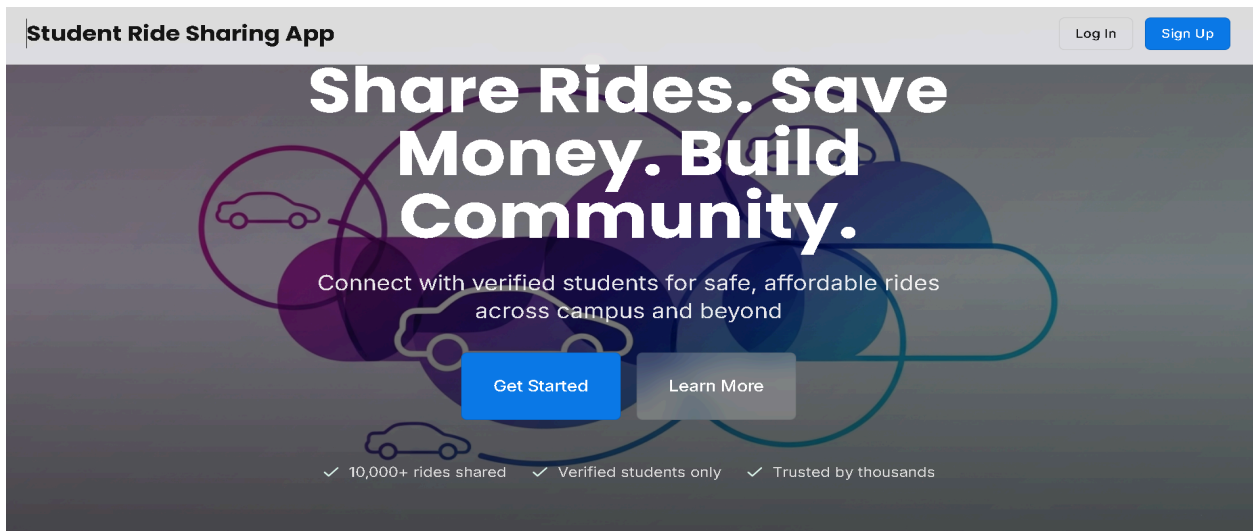 Student Ride Sharing App
Log In
Sign Up
Share Rides. Save
Money. Build
Community.
Connect with verified students for safe, affordable rides
across campus and beyond
Get Started
Learn More
10,000+ rides shared
Verified students only
Trusted by thousands